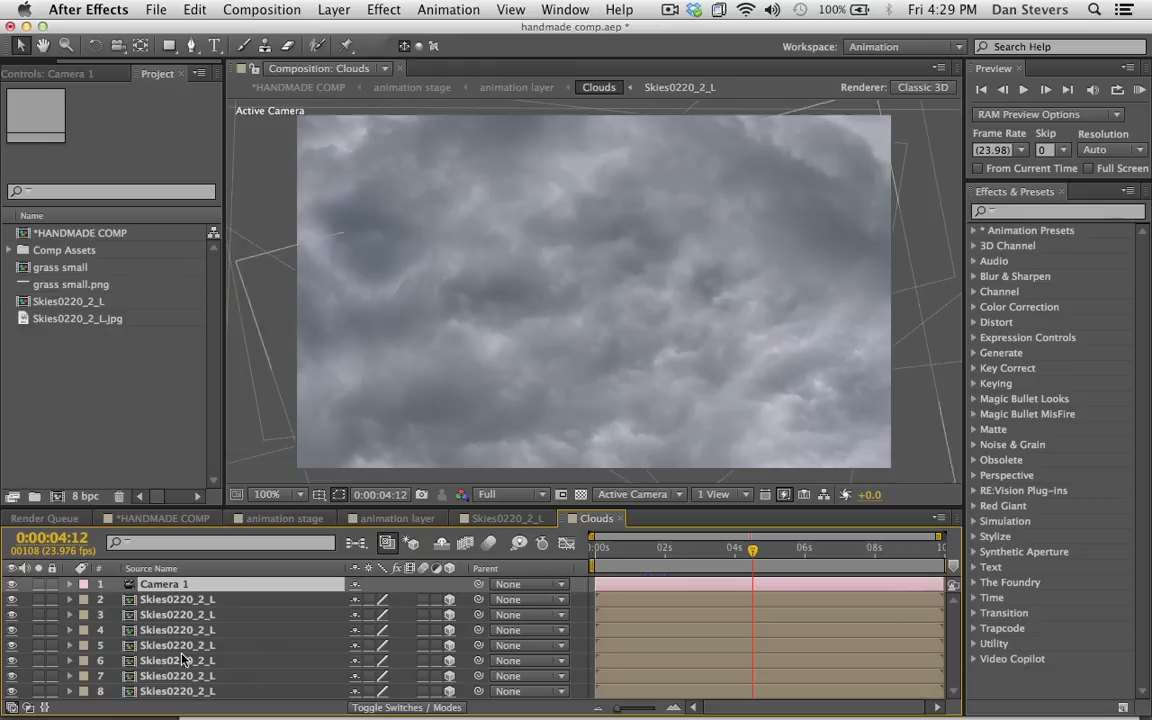 After Effects File Edit Composition Layer Effect Animation View Window Help 100% Fri 4:29 PM Dan Stevens
handmade comp.aep *
Workspace: Animation Search Help
Controls: Camera 1 Project Composition: Clouds Preview
*HANDMADE COMP animation stage animation layer Clouds Skies0220_2_L Renderer: Classic 3D
Active Camera
RAM Preview Options
Frame Rate Skip Resolution
(23.98) 0 Auto
From Current Time Full Screen
Effects & Presets
Name
*HANDMADE COMP
Comp Assets
grass small
grass small.png
Skies0220_2_L
Skies0220_2_L.jpg
* Animation Presets
3D Channel
Audio
Blur & Sharpen
Channel
Color Correction
Distort
Expression Controls
Generate
Key Correct
Keying
Magic Bullet Looks
Magic Bullet MisFire
Matte
Noise & Grain
Obsolete
Perspective
RE:Vision Plug-ins
Red Giant
Simulation
Stylize
Synthetic Aperture
Text
The Foundry
Time
Transition
Trapcode
Utility
Video Copilot
8 bpc 100% 0:00:04:12 Full Active Camera 1 View +0.0
Render Queue *HANDMADE COMP animation stage animation layer Skies0220_2_L Clouds
0:00:04:12
00108 (23.976 fps)
:00s 02s 04s 06s 08s 10
# Source Name fx Parent
1 Camera 1 None
2 Skies0220_2_L None
3 Skies0220_2_L None
4 Skies0220_2_L None
5 Skies0220_2_L None
6 Skies0220_2_L None
7 Skies0220_2_L None
8 Skies0220_2_L None
Toggle Switches / Modes